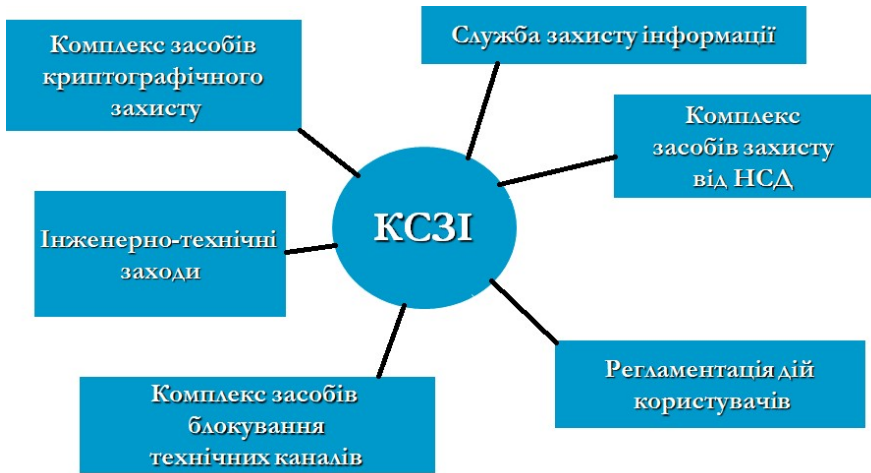 Комплекс засобів
криптографічного
захисту
Служба захисту інформації
Комплекс
засобів захисту
від НСД
КСЗІ
Інженерно-технічні
заходи
Регламентація дій
користувачів
Комплекс засобів
блокування
технічних каналів